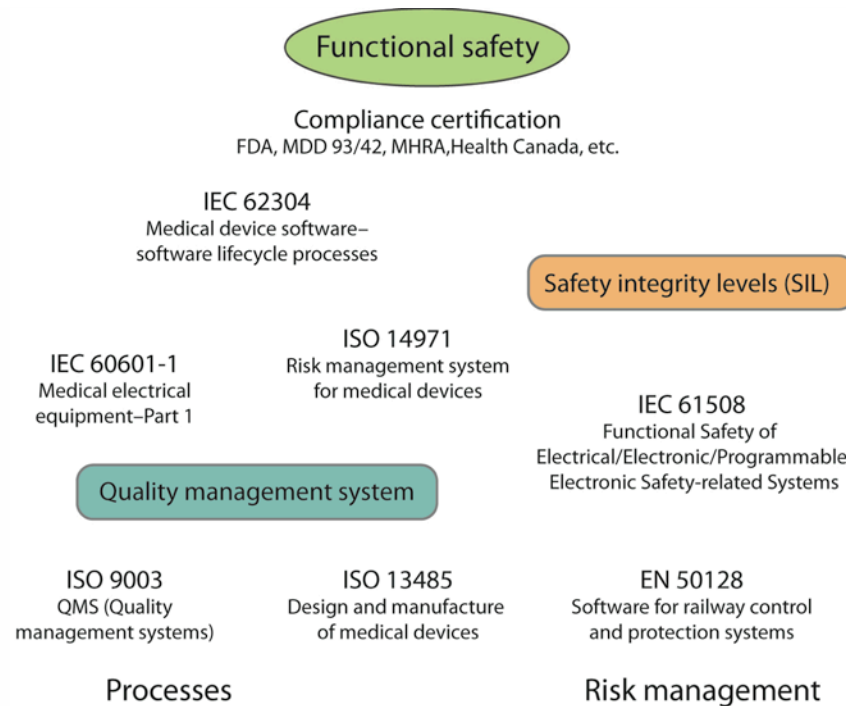 Functional safety
Compliance certification
FDA, MDD 93/42, MHRA,Health Canada, etc.
IEC 62304
Medical device software–
software lifecycle processes
Safety integrity levels (SIL)
ISO 14971
Risk management system
for medical devices
IEC 60601-1
Medical electrical
equipment–Part 1
IEC 61508
Functional Safety of
Electrical/Electronic/Programmable
Electronic Safety-related Systems
Quality management system
ISO 9003
QMS (Quality
management systems)
ISO 13485
Design and manufacture
of medical devices
EN 50128
Software for railway control
and protection systems
Processes
Risk management